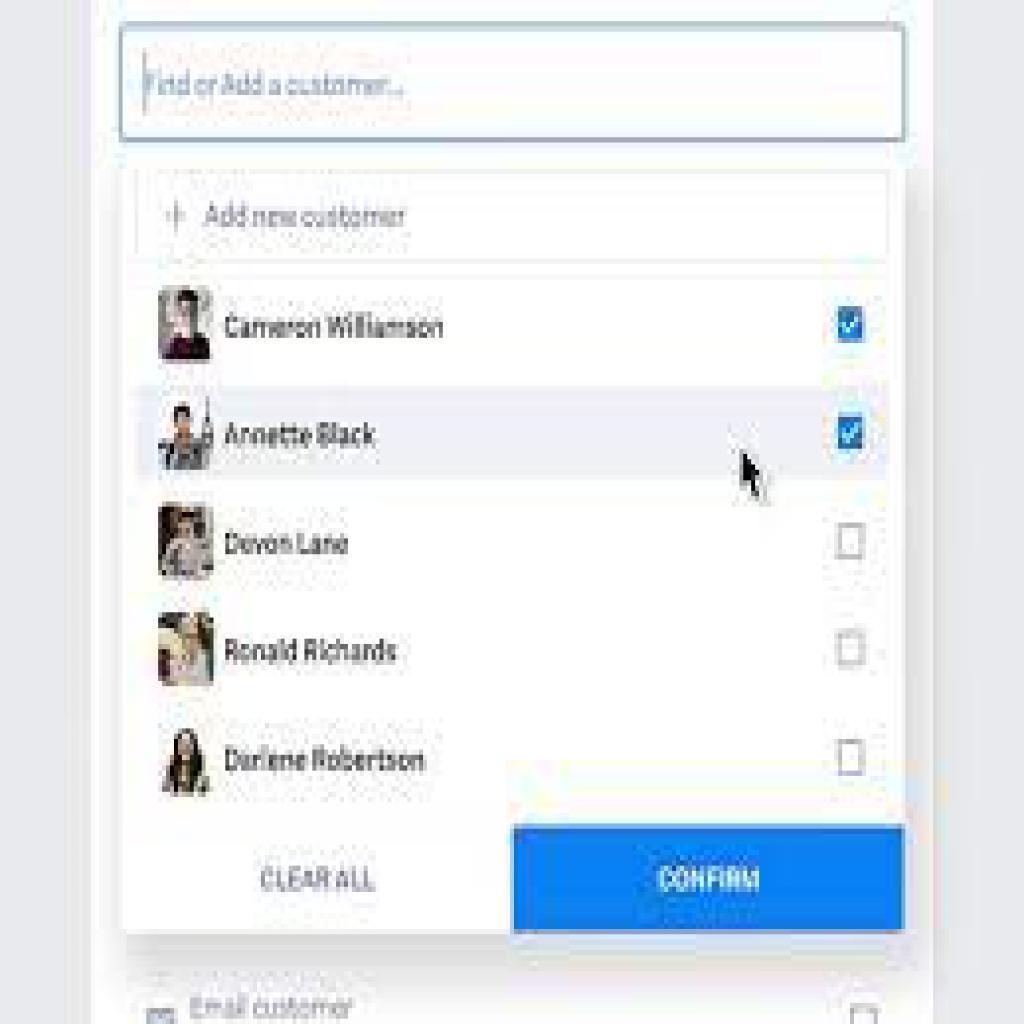 Find or Add a customer...
+ Add new customer
Cameron Williamson
Annette Black
Devon Lane
Ronald Richards
Darlene Robertson
CLEAR ALL
CONFIRM
Email customer